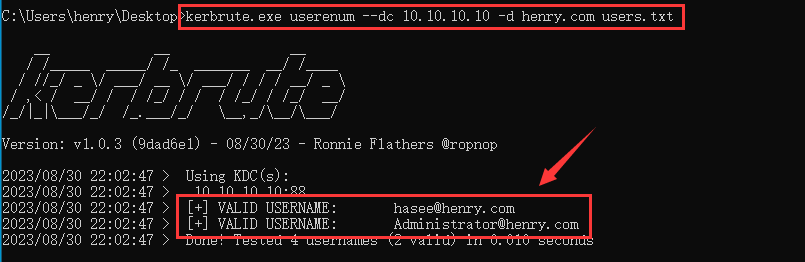 C:\Users\henry\Desktop>kerbrute.exe userenum --dc 10.10.10.10 -d henry.com users.txt
kerbrute
Version: v1.0.3 (9dad6e1) - 08/30/23 - Ronnie Flathers @ropnop
2023/08/30 22:02:47 > Using KDC(s):
2023/08/30 22:02:47 > 10.10.10.10:88
2023/08/30 22:02:47 > [+] VALID USERNAME: hasee@henry.com
2023/08/30 22:02:47 > [+] VALID USERNAME: Administrator@henry.com
2023/08/30 22:02:47 > Done! Tested 4 usernames (2 valid) in 0.010 seconds